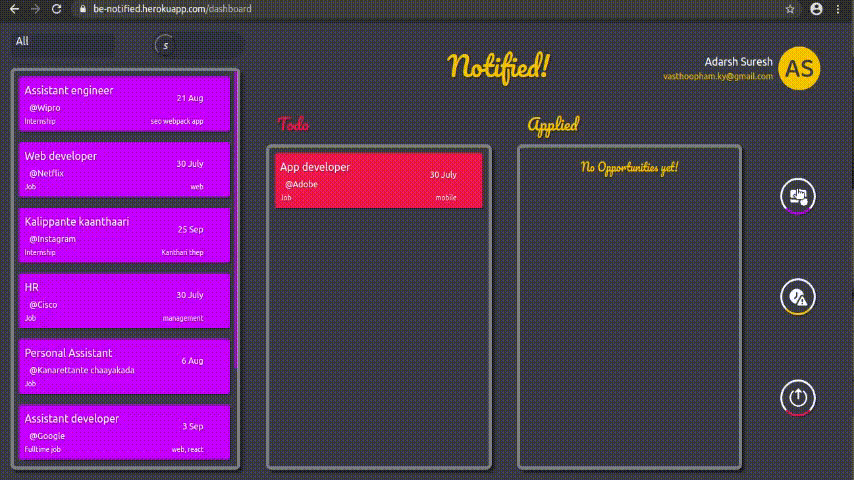 be-notified.herokuapp.com/dashboard
All
s
Notified!
Adarsh Suresh
vasthoopham.ky@gmail.com
AS
Assistant engineer
21 Aug
@Wipro
Internship
seo webpack app
Web developer
30 July
@Netflix
Job
web
Kalippante kaanthaari
25 Sep
@Instagram
Internship
Kanthari thep
HR
30 July
@Cisco
Job
management
Personal Assistant
6 Aug
@Kanarettante chaayakada
Job
Assistant developer
3 Sep
@Google
Fulltime job
web, react
Todo
App developer
30 July
@Adobe
Job
mobile
Applied
No Opportunities yet!